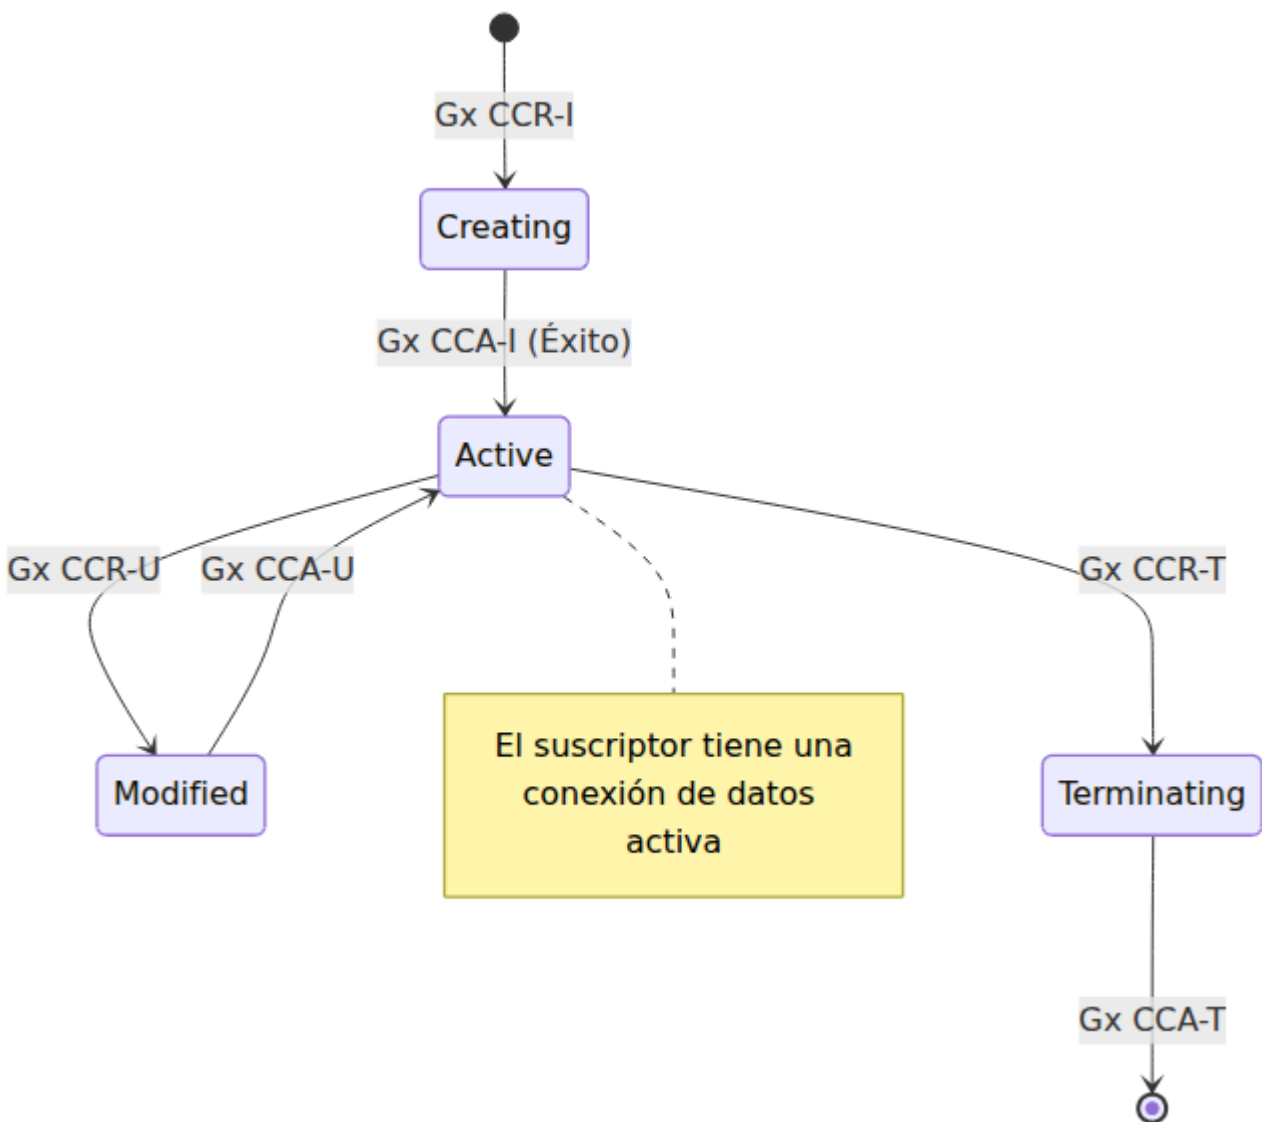 Gx CCR-I
Creating
Gx CCA-I (Éxito)
Active
Gx CCR-U
Gx CCA-U
Gx CCR-T
Modified
El suscriptor tiene una
conexión de datos
activa
Terminating
Gx CCA-T